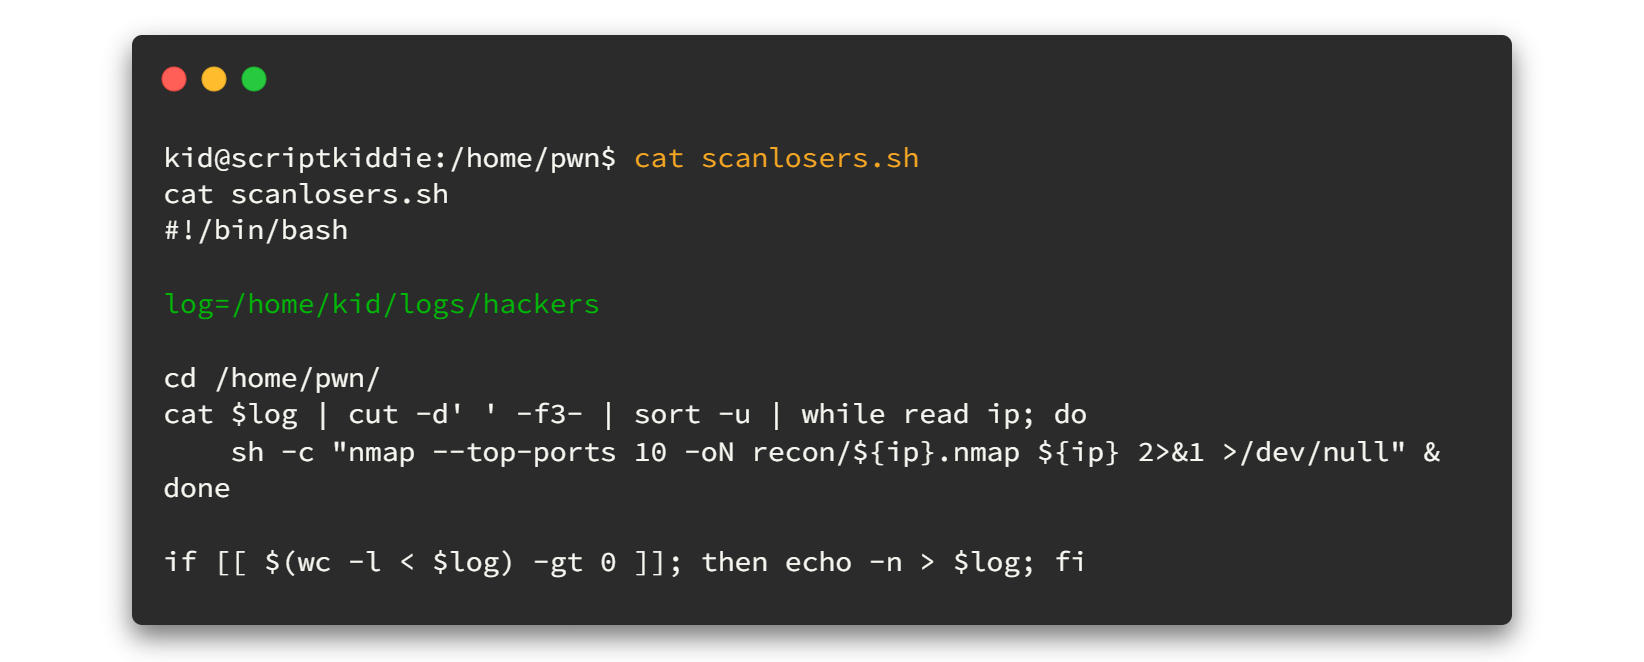 kid@scriptkiddie:/home/pwn$ cat scanlosers.sh
cat scanlosers.sh
#!/bin/bash
log=/home/kid/logs/hackers
cd /home/pwn/
cat $log | cut -d' ' -f3- | sort -u | while read ip; do
    sh -c "nmap --top-ports 10 -oN recon/${ip}.nmap ${ip} 2>&1 >/dev/null" &
done
if [[ $(wc -l < $log) -gt 0 ]]; then echo -n > $log; fi